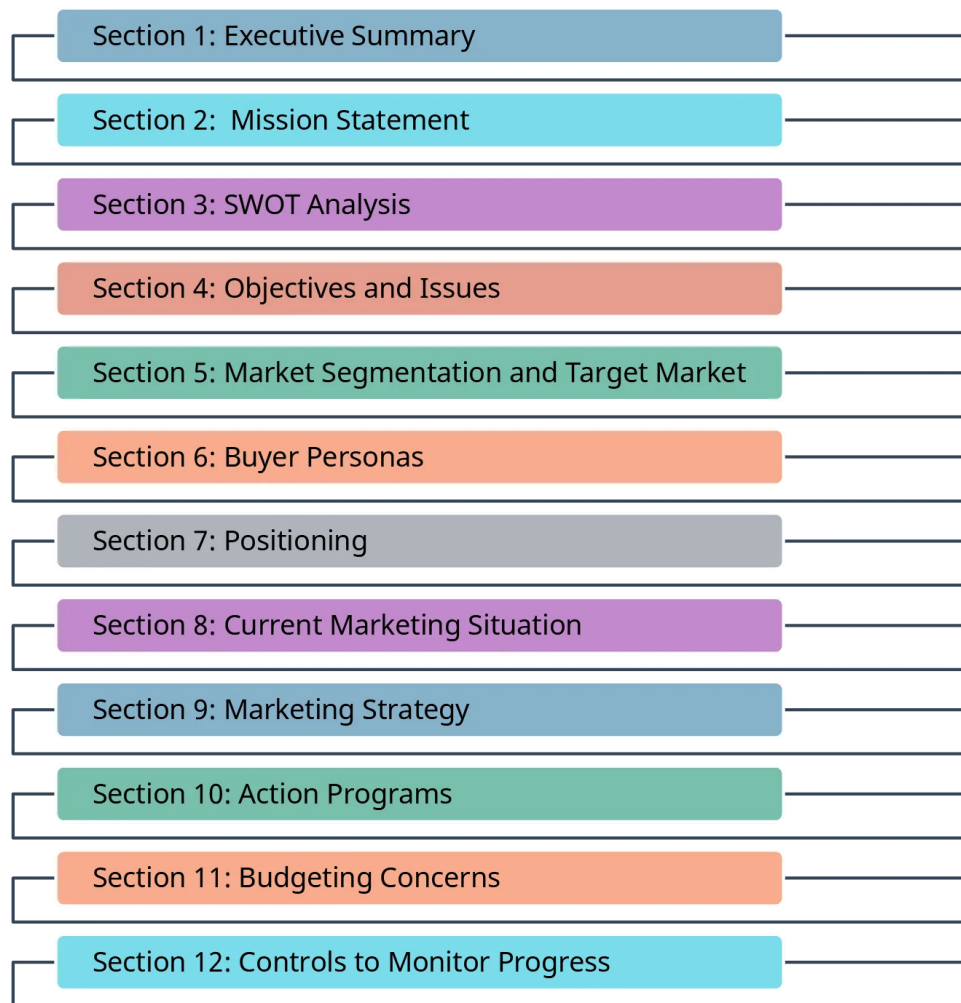 Section 1: Executive Summary
Section 2:  Mission Statement
Section 3: SWOT Analysis
Section 4: Objectives and Issues
Section 5: Market Segmentation and Target Market
Section 6: Buyer Personas
Section 7: Positioning
Section 8: Current Marketing Situation
Section 9: Marketing Strategy
Section 10: Action Programs
Section 11: Budgeting Concerns
Section 12: Controls to Monitor Progress